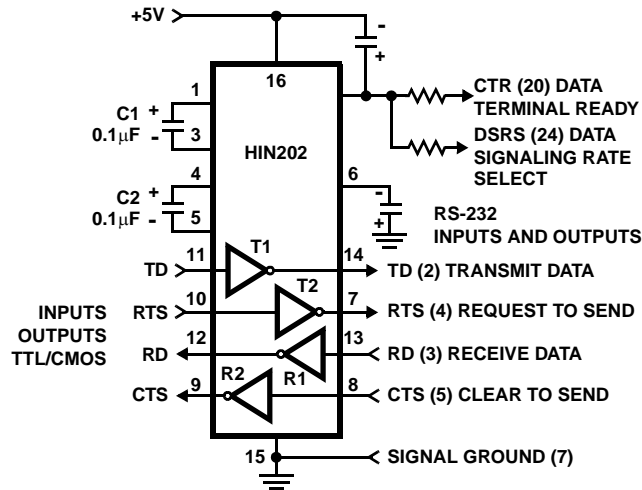 +5V
-
+
16
1
CTR (20) DATA
TERMINAL READY
C1
0.1μF
+
-
3
HIN202
DSRS (24) DATA
SIGNALING RATE
SELECT
4
6
C2
0.1μF
+
-
5
-
+
RS-232
INPUTS AND OUTPUTS
T1
TD
11
14
TD (2) TRANSMIT DATA
T2
INPUTS
OUTPUTS
TTL/CMOS
RTS
10
7
RTS (4) REQUEST TO SEND
RD
12
13
RD (3) RECEIVE DATA
R1
R2
CTS
9
8
CTS (5) CLEAR TO SEND
15
SIGNAL GROUND (7)